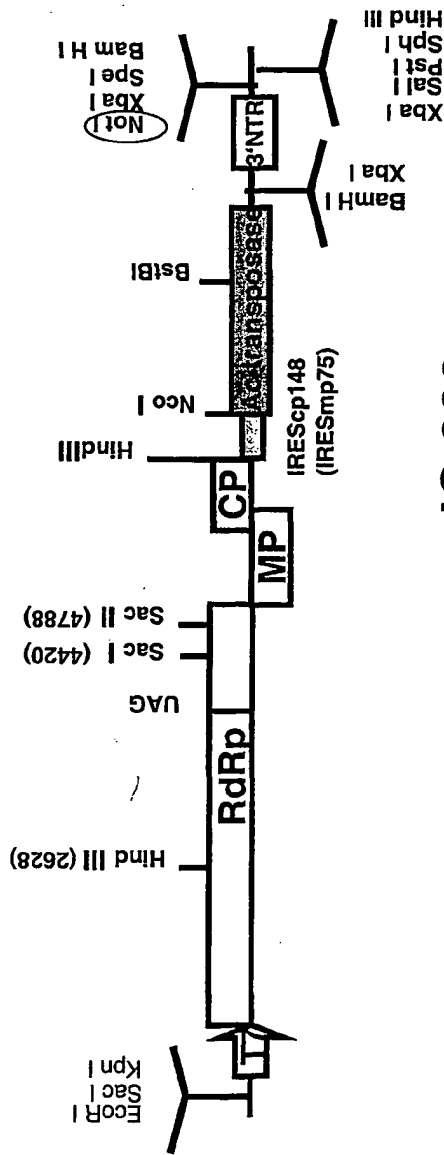 EcoR I
Sac I
Kpn I
Hind III (2628)
UAG
Sac I (4420)
Sac II (4788)
HindIII
Nco I
BstBI
Not I
Xba I
Spe I
Bam H I
RdRp
MP
CP
IREScp148
(IRESmp75)
Ac transposase
3'NTR
BamH I
Xba I
Xba I
Sal I
Pst I
Sph I
Hind III